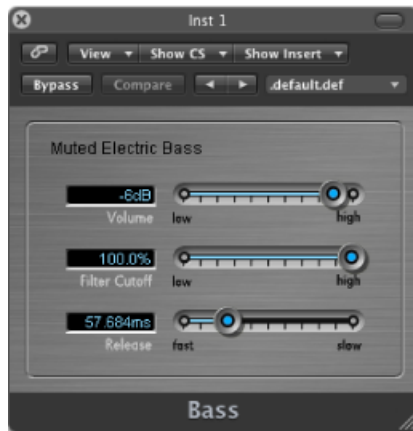 Inst 1
View Show CS Show Insert
Bypass Compare .default.def
Muted Electric Bass
-6dB
Volume low high
100.0%
Filter Cutoff low high
57.684ms
Release fast slow
Bass